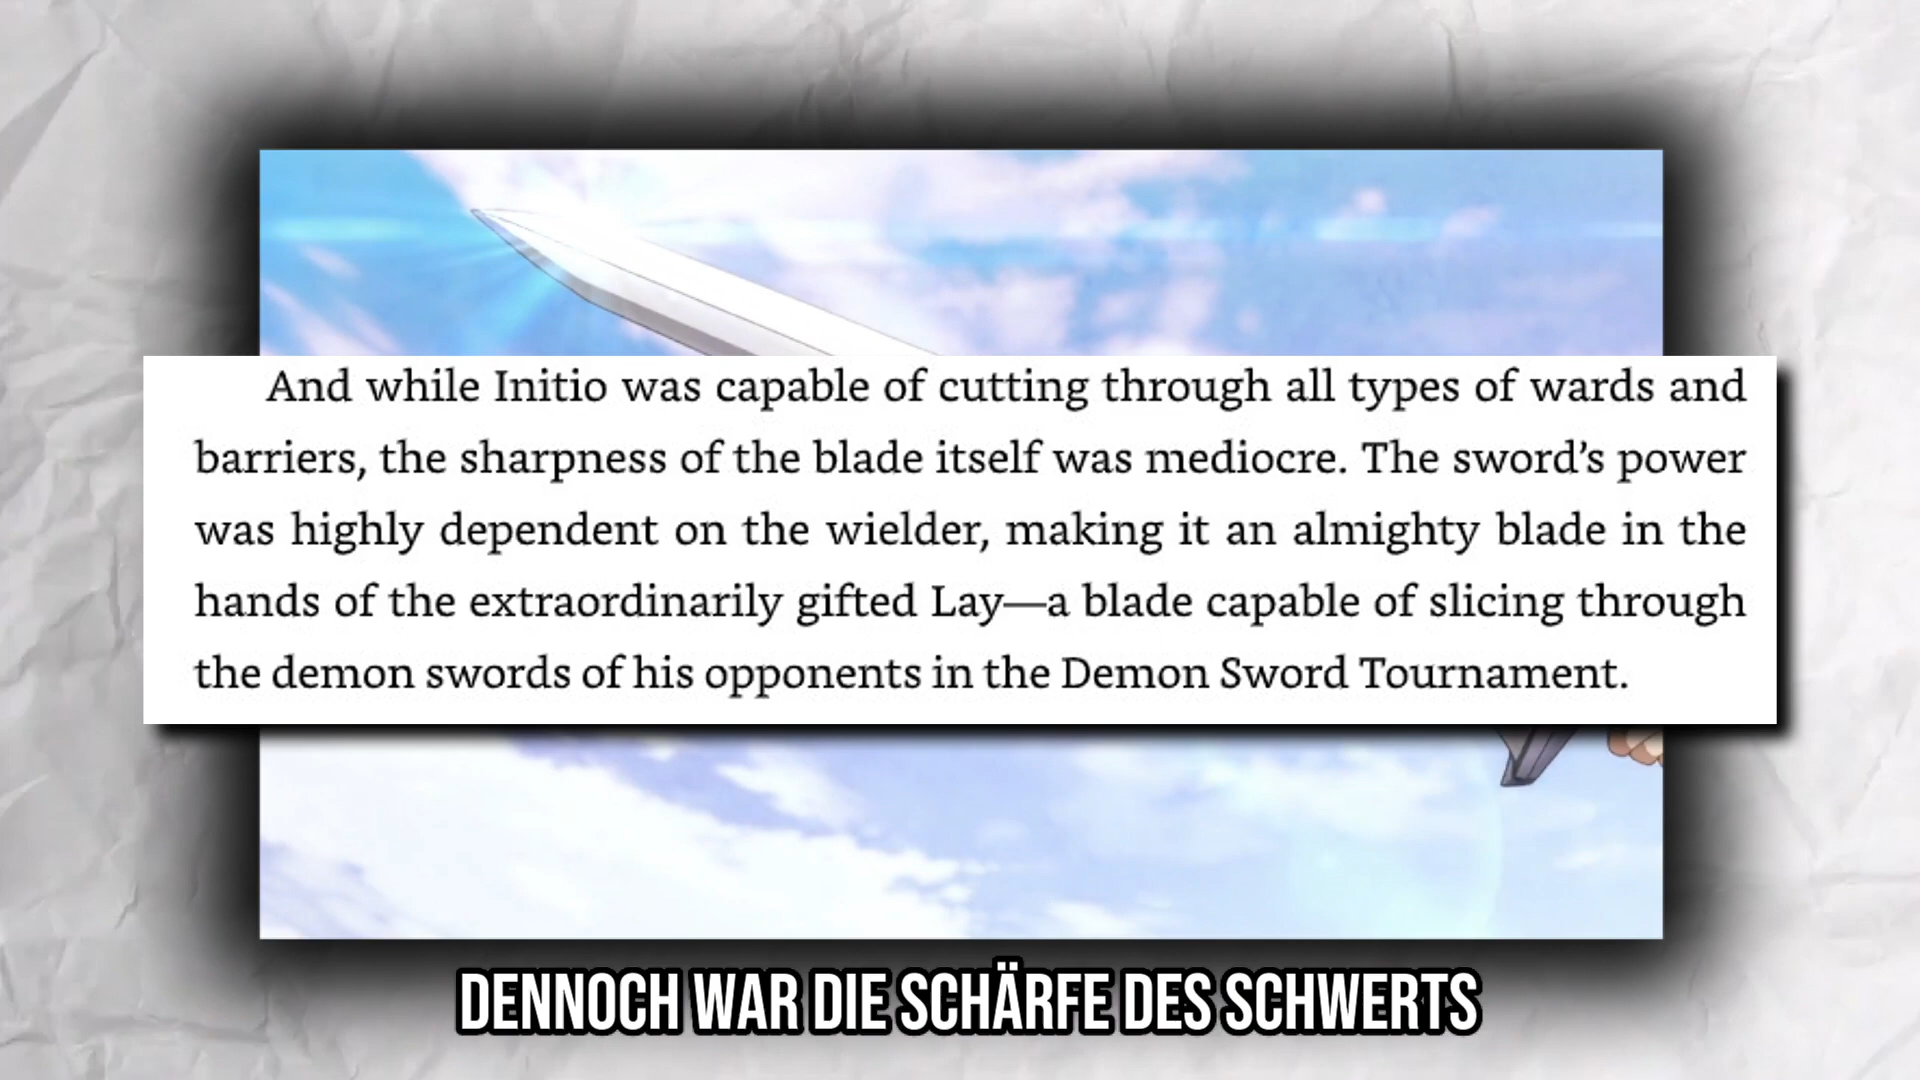 And while Initio was capable of cutting through all types of wards and
barriers, the sharpness of the blade itself was mediocre. The sword’s power
was highly dependent on the wielder, making it an almighty blade in the
hands of the extraordinarily gifted Lay—a blade capable of slicing through
the demon swords of his opponents in the Demon Sword Tournament.
DENNOCH WAR DIE SCHÄRFE DES SCHWERTS